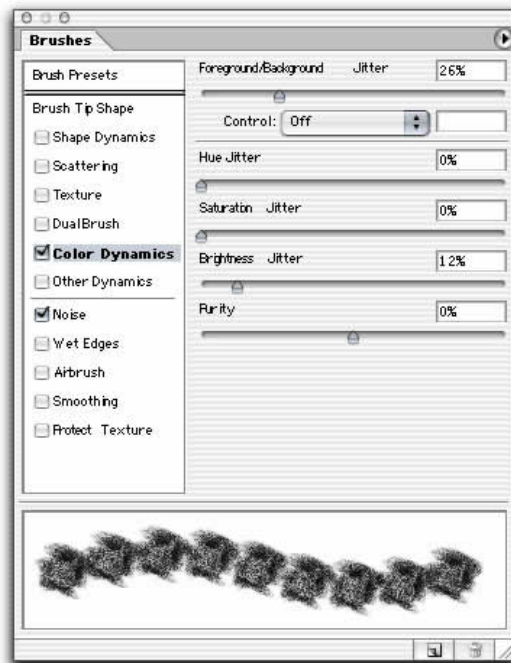 Brushes
Brush Presets
Brush Tip Shape
Shape Dynamics
Scattering
Texture
Dual Brush
Color Dynamics
Other Dynamics
Noise
Wet Edges
Airbrush
Smoothing
Protect Texture
Foreground/Background Jitter 26%
Control: Off
Hue Jitter 0%
Saturation Jitter 0%
Brightness Jitter 12%
Purity 0%